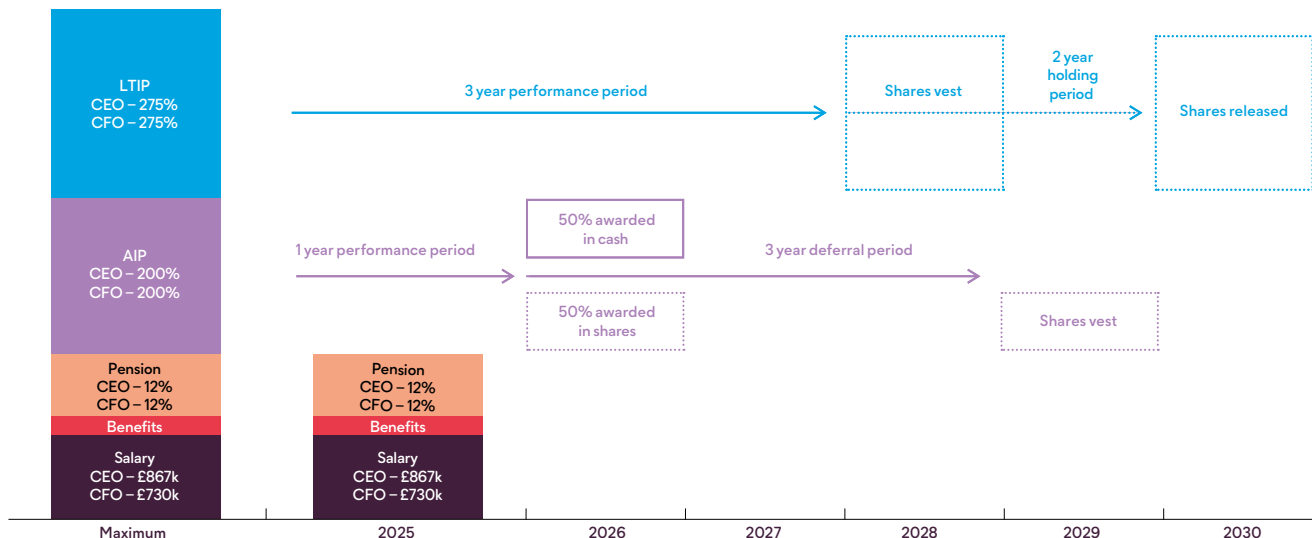 LTIP
CEO – 275%
CFO – 275%
3 year performance period
Shares vest
2 year
holding
period
Shares released
AIP
CEO – 200%
CFO – 200%
1 year performance period
50% awarded
in cash
3 year deferral period
50% awarded
in shares
Shares vest
Pension
CEO – 12%
CFO – 12%
Benefits
Salary
CEO – £867k
CFO – £730k
Pension
CEO – 12%
CFO – 12%
Benefits
Salary
CEO – £867k
CFO – £730k
Maximum
2025
2026
2027
2028
2029
2030